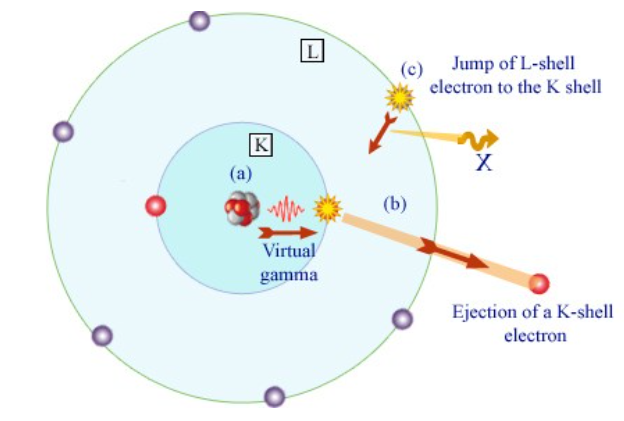 L
(c)
Jump of L-shell
electron to the K shell
K
X
(a)
(b)
Virtual
gamma
Ejection of a K-shell
electron